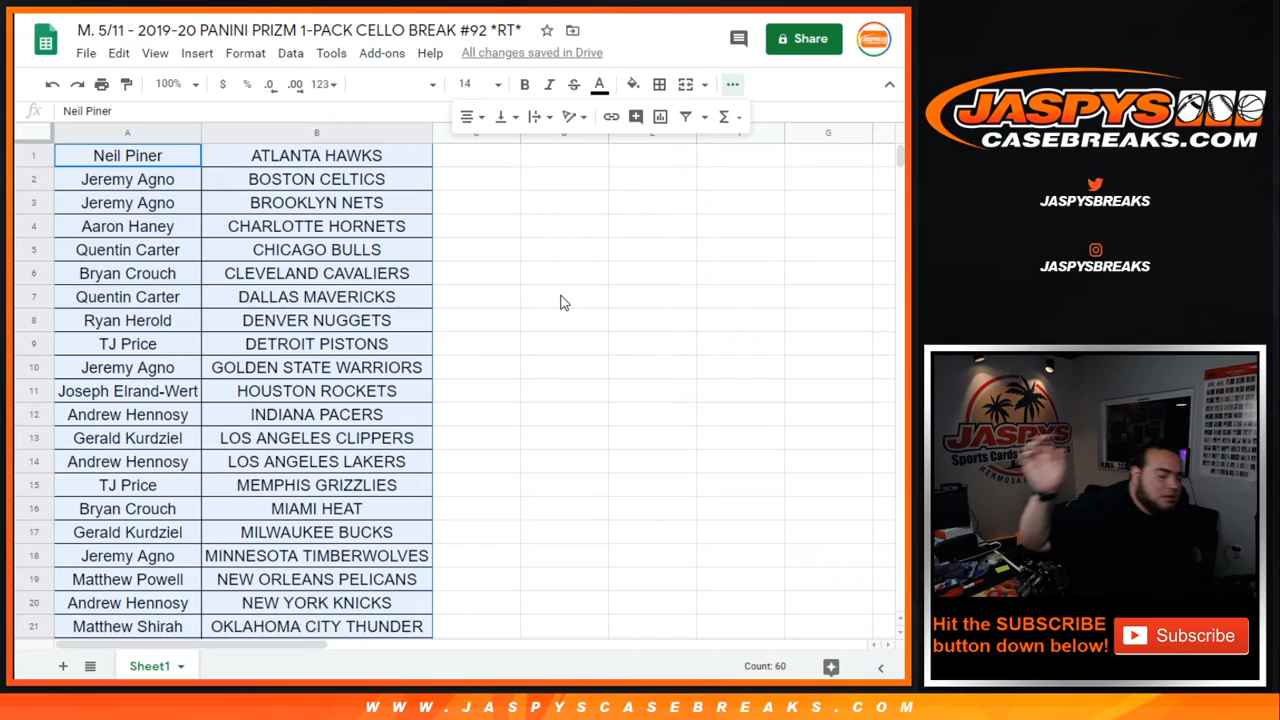 M. 5/11 - 2019-20 PANINI PRIZM 1-PACK CELLO BREAK #92 *RT*
Share
File Edit View Insert Format Data Tools Add-ons Help All changes saved in Drive
100% $ % .0 .00 123 14 B I S A
fx Neil Piner
A B C D E F G
1 Neil Piner ATLANTA HAWKS
2 Jeremy Agno BOSTON CELTICS
3 Jeremy Agno BROOKLYN NETS
4 Aaron Haney CHARLOTTE HORNETS
5 Quentin Carter CHICAGO BULLS
6 Bryan Crouch CLEVELAND CAVALIERS
7 Quentin Carter DALLAS MAVERICKS
8 Ryan Herold DENVER NUGGETS
9 TJ Price DETROIT PISTONS
10 Jeremy Agno GOLDEN STATE WARRIORS
11 Joseph Elrand-Wert HOUSTON ROCKETS
12 Andrew Hennosy INDIANA PACERS
13 Gerald Kurdziel LOS ANGELES CLIPPERS
14 Andrew Hennosy LOS ANGELES LAKERS
15 TJ Price MEMPHIS GRIZZLIES
16 Bryan Crouch MIAMI HEAT
17 Gerald Kurdziel MILWAUKEE BUCKS
18 Jeremy Agno MINNESOTA TIMBERWOLVES
19 Matthew Powell NEW ORLEANS PELICANS
20 Andrew Hennosy NEW YORK KNICKS
21 Matthew Shirah OKLAHOMA CITY THUNDER
Sheet1
Count: 60
JASPYS
CASEBREAKS.COM
JASPYSBREAKS
JASPYSBREAKS
JASPYS
Sports Cards
HERMOSA
Hit the SUBSCRIBE
button down below!
Subscribe
WWW.JASPYSCASEBREAKS.COM